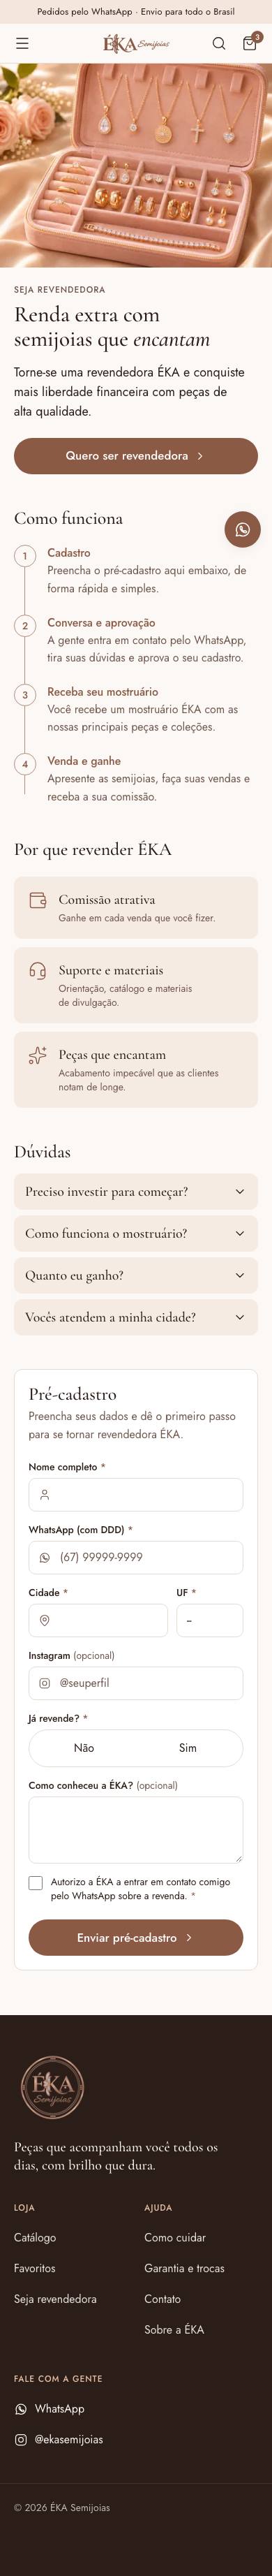 Pedidos pelo WhatsApp · Envio para todo o Brasil
ÉKA Semijoias
3
SEJA REVENDEDORA
Renda extra com
semijoias que encantam
Torne-se uma revendedora ÉKA e conquiste
mais liberdade financeira com peças de
alta qualidade.
Quero ser revendedora
Como funciona
1
Cadastro
Preencha o pré-cadastro aqui embaixo, de
forma rápida e simples.
2
Conversa e aprovação
A gente entra em contato pelo WhatsApp,
tira suas dúvidas e aprova o seu cadastro.
3
Receba seu mostruário
Você recebe um mostruário ÉKA com as
nossas principais peças e coleções.
4
Venda e ganhe
Apresente as semijoias, faça suas vendas e
receba a sua comissão.
Por que revender ÉKA
Comissão atrativa
Ganhe em cada venda que você fizer.
Suporte e materiais
Orientação, catálogo e materiais
de divulgação.
Peças que encantam
Acabamento impecável que as clientes
notam de longe.
Dúvidas
Preciso investir para começar?
Como funciona o mostruário?
Quanto eu ganho?
Vocês atendem a minha cidade?
Pré-cadastro
Preencha seus dados e dê o primeiro passo
para se tornar revendedora ÉKA.
Nome completo *
WhatsApp (com DDD) *
(67) 99999-9999
Cidade *
UF *
--
Instagram (opcional)
@seuperfil
Já revende? *
Não
Sim
Como conheceu a ÉKA? (opcional)
Autorizo a ÉKA a entrar em contato comigo
pelo WhatsApp sobre a revenda. *
Enviar pré-cadastro
ÉKA
Semijoias
Peças que acompanham você todos os
dias, com brilho que dura.
LOJA
Catálogo
Favoritos
Seja revendedora
AJUDA
Como cuidar
Garantia e trocas
Contato
Sobre a ÉKA
FALE COM A GENTE
WhatsApp
@ekasemijoias
© 2026 ÉKA Semijoias